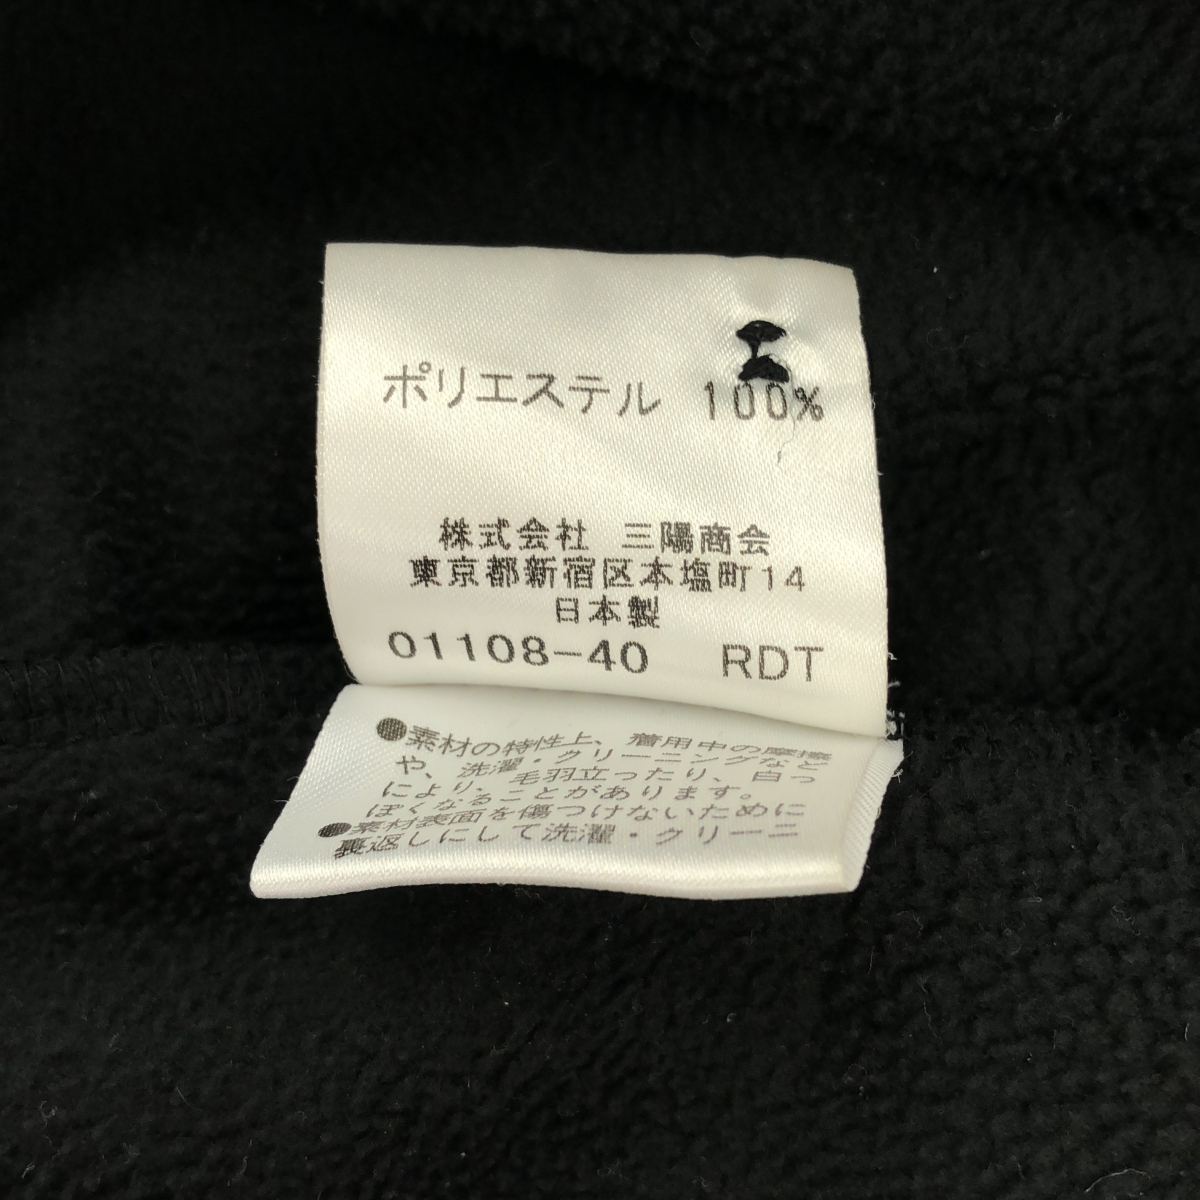 ポリエステル 100%
株式会社 三陽商会
東京都新宿区本塩町14
日本製
01108-40 RDT
●素材の特性上、着用中の摩擦
や、洗濯・クリーニングなど
により、毛羽立ったり、白っ
ぽくなることがあります。
●素材表面を傷つけないために
裏返しにして洗濯・クリーニ